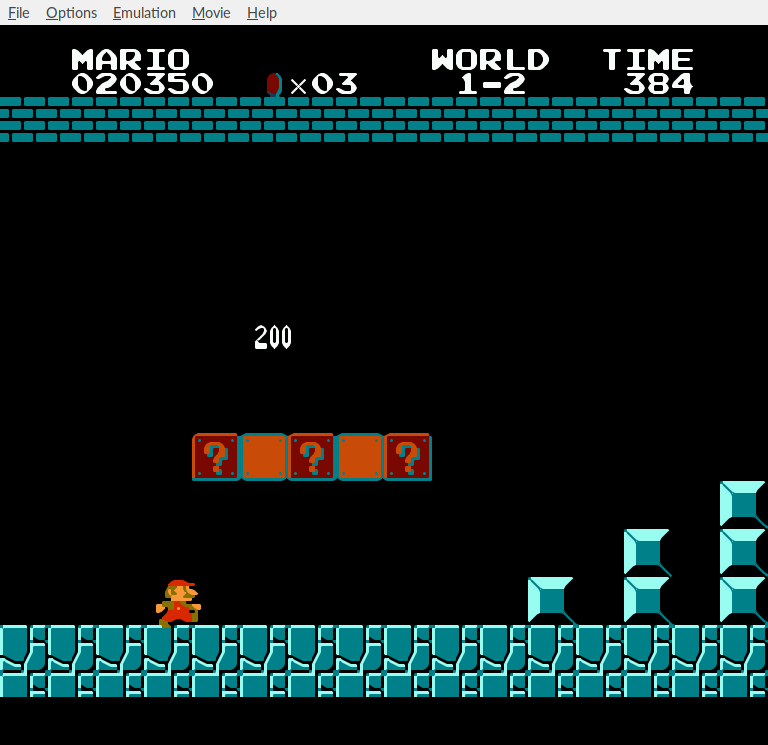 File Options Emulation Movie Help
MARIO WORLD TIME
020350 ×03 1-2 384
200
? ? ?